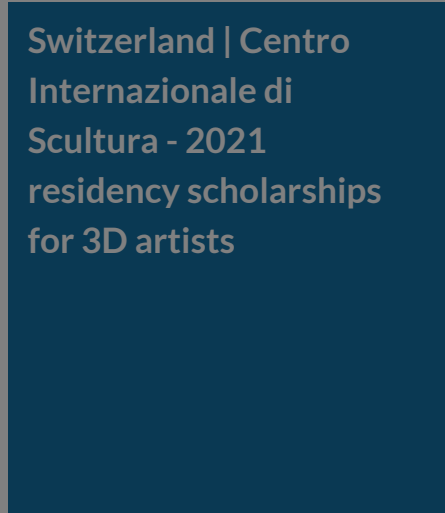 Switzerland | Centro
Internazionale di
Scultura - 2021
residency scholarships
for 3D artists